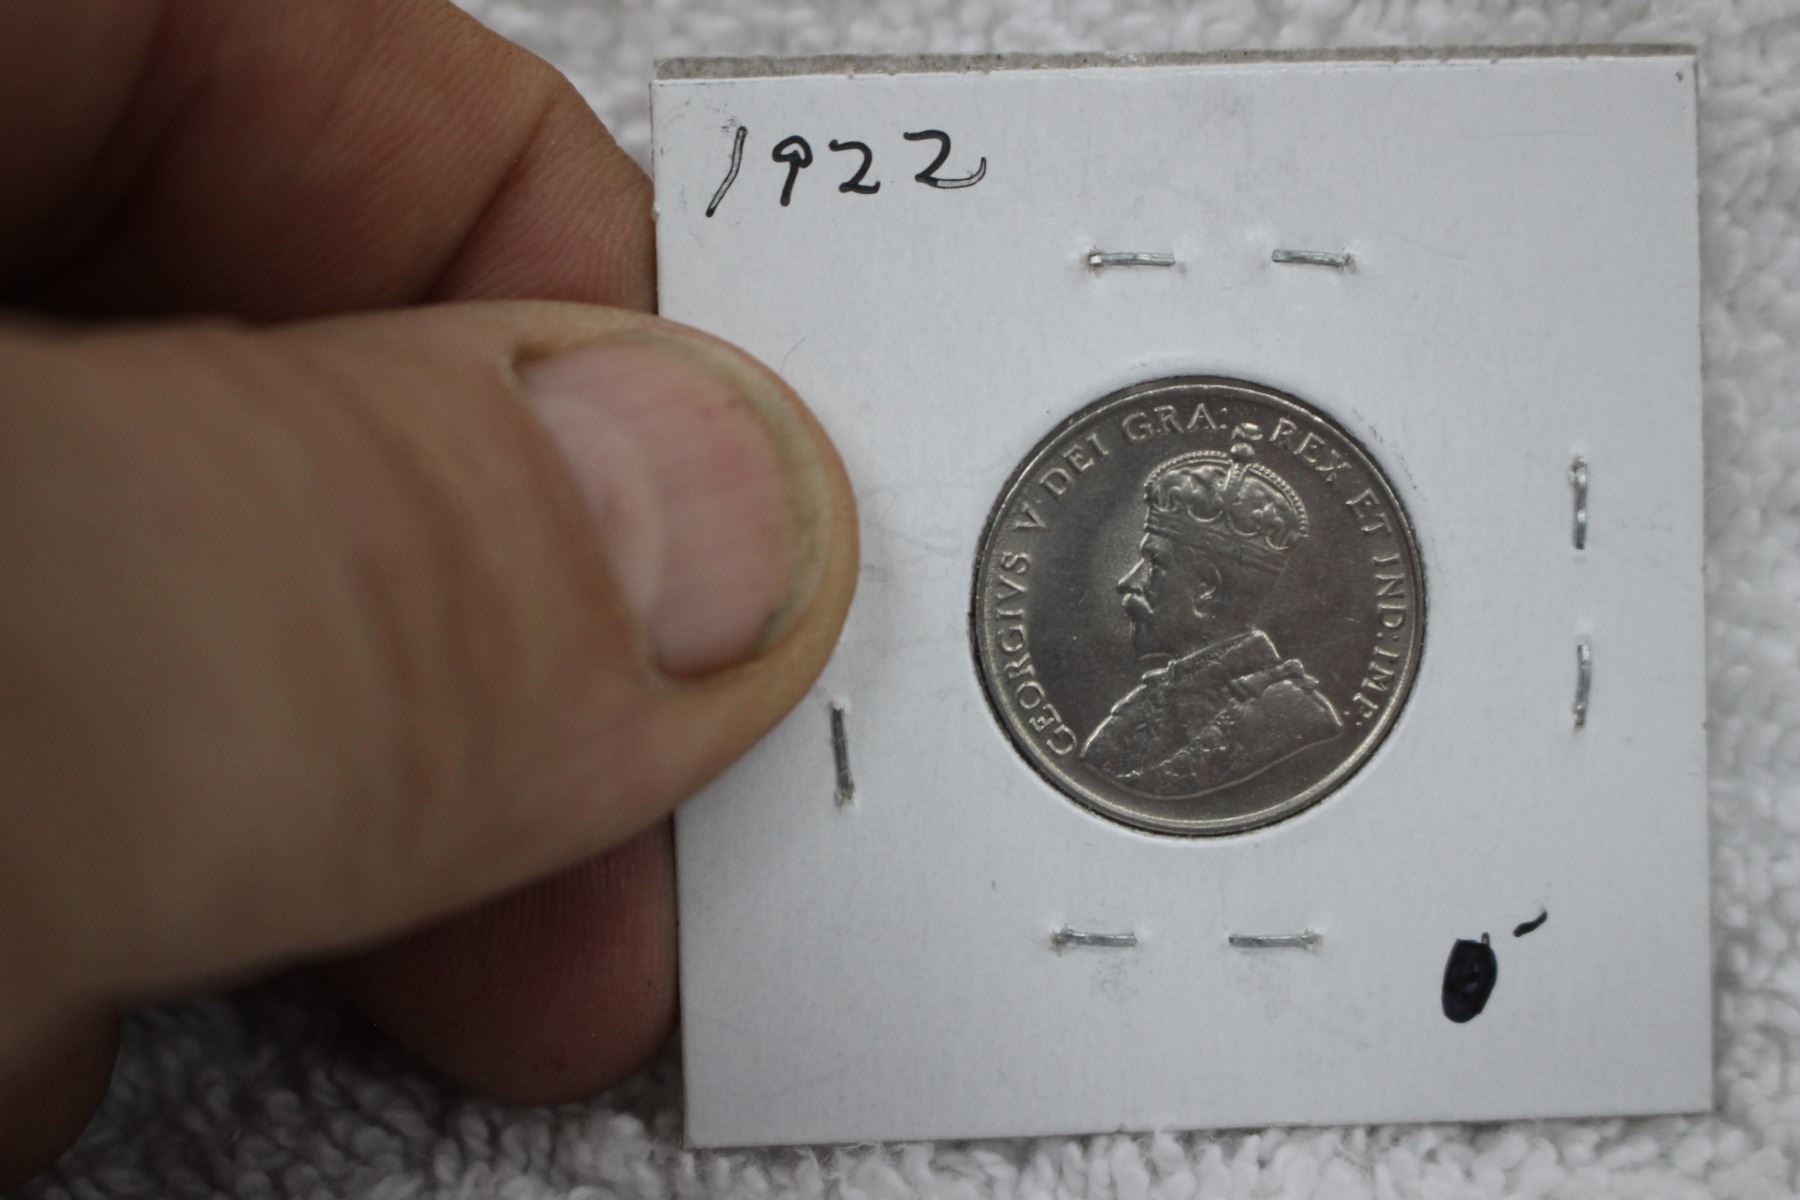 1922
GEORGIVS V DEI GRA: REX ET IND: IMP: